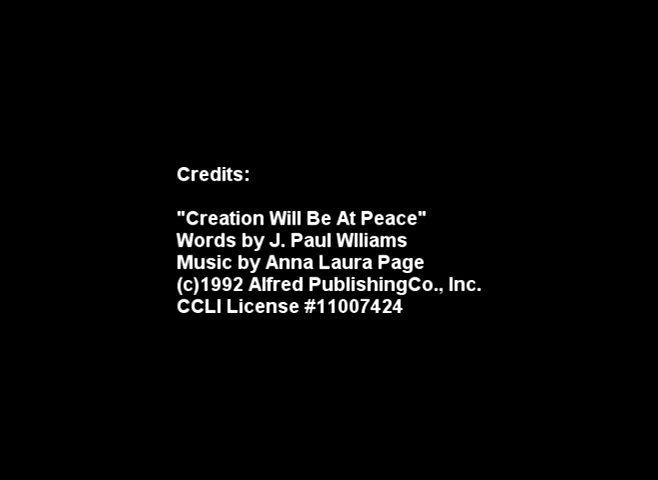 Credits:
"Creation Will Be At Peace"
Words by J. Paul WIliams
Music by Anna Laura Page
(c)1992 Alfred PublishingCo., Inc.
CCLI License #11007424